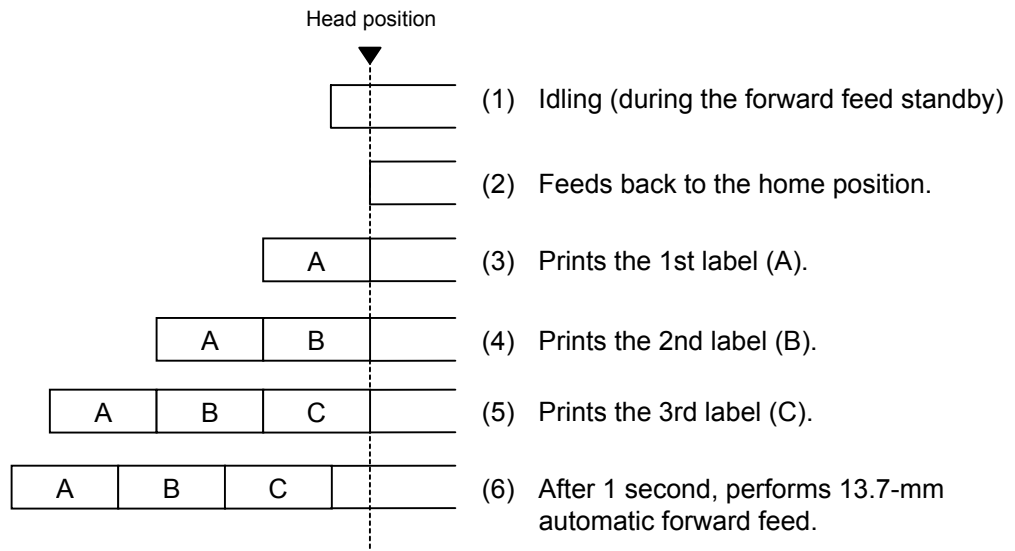 Head position
(1) Idling (during the forward feed standby)
(2) Feeds back to the home position.
A
(3) Prints the 1st label (A).
A B
(4) Prints the 2nd label (B).
A B C
(5) Prints the 3rd label (C).
A B C
(6) After 1 second, performs 13.7-mm
automatic forward feed.